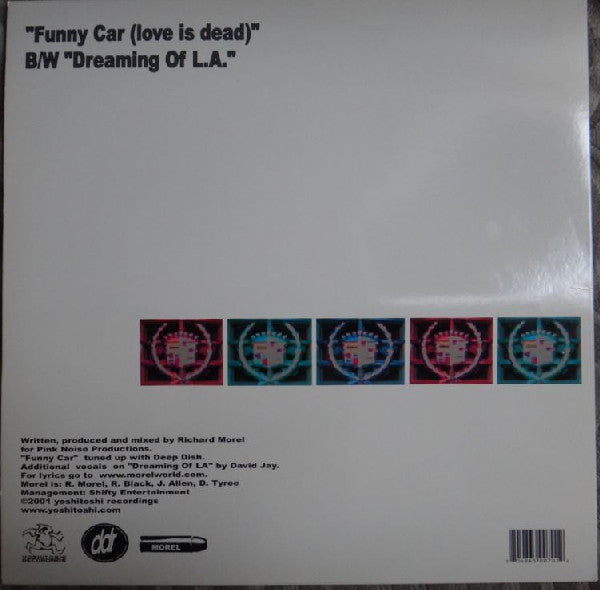 "Funny Car (love is dead)"
B/W "Dreaming Of L.A."
Written, produced and mixed by Richard Morel
for Pink Noise Productions.
"Funny Car" tuned up with Deep Dish.
Additional vocals on "Dreaming Of LA" by David Jay.
For lyrics go to www.morelworld.com.
Morel is: R. Morel, R. Black, J. Allen, D. Tyree
Management: Shifty Entertainment
©2001 yoshitoshi recordings
www.yoshitoshi.com
YOSHITOSHI
RECORDINGS
ddr
MOREL